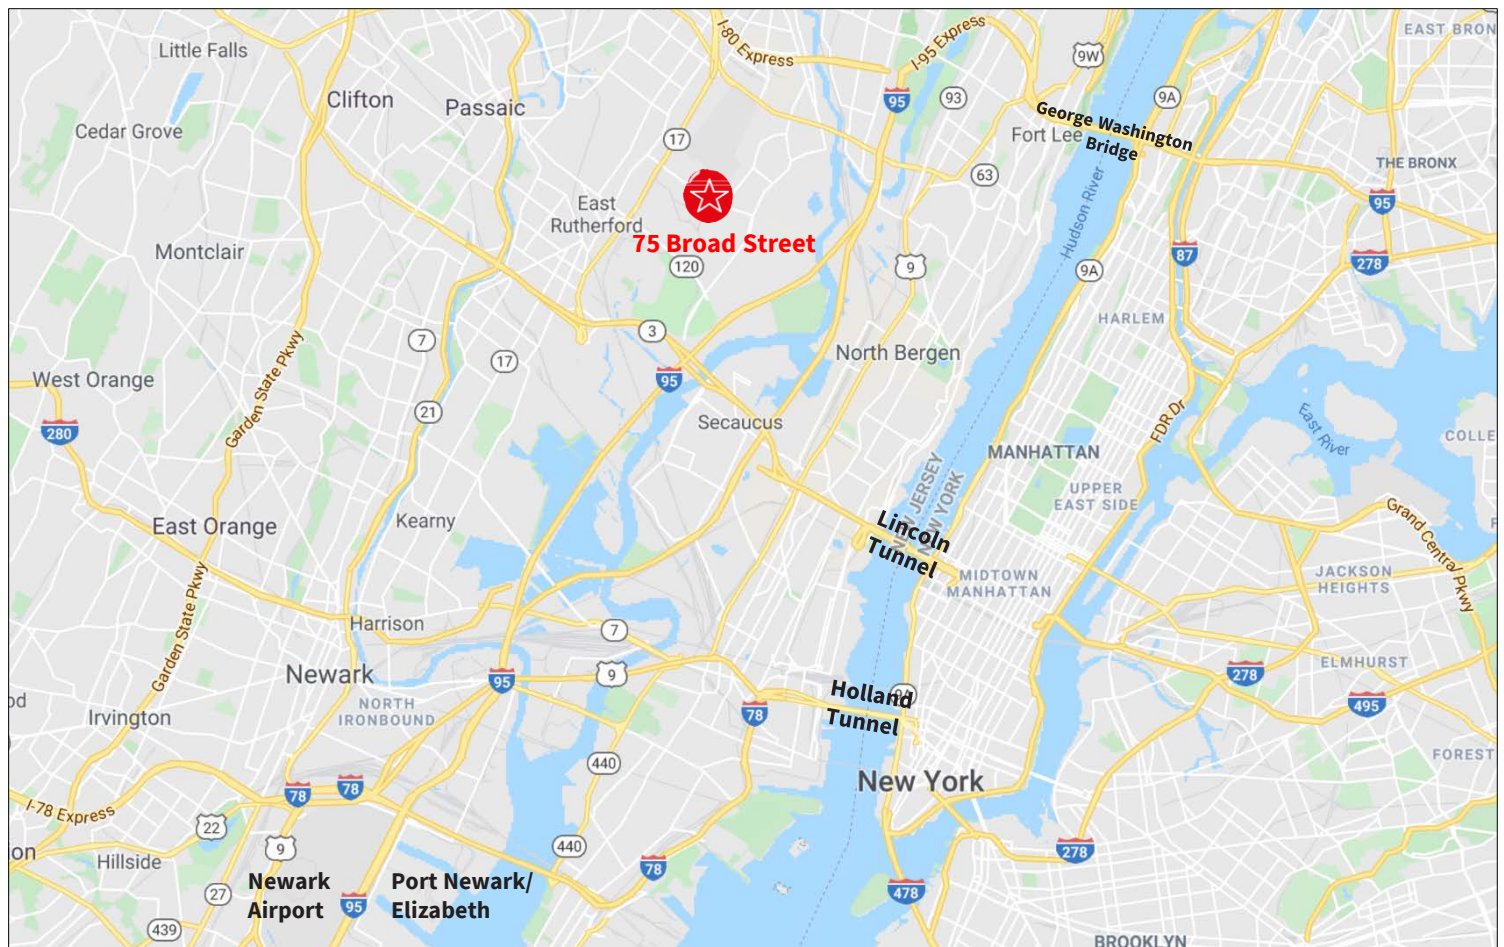 EAST BRON
Little Falls
I-80 Express
I-95 Express
9W
Clifton
Passaic
95
93
9A
George Washington
Bridge
Cedar Grove
17
Fort Lee
THE BRONX
63
95
East
Rutherford
75 Broad Street
Hudson River
Montclair
120
9
9A
87
278
HARLEM
3
7
17
North Bergen
West Orange
Garden State Pkwy
95
21
Secaucus
FDR Dr
East River
280
MANHATTAN
COLLE
NEW JERSEY
NEW YORK
UPPER
EAST SIDE
East Orange
Kearny
Lincoln
Tunnel
Grand Central Pkwy
MIDTOWN
MANHATTAN
JACKSON
HEIGHTS
Garden State Pkwy
Harrison
7
Newark
95
9
ELMHURST
278
NORTH
IRONBOUND
Holland
Tunnel
9A
495
od
Irvington
78
FOREST
440
New York
78
78
I-78 Express
22
9
440
278
on
Hillside
78
478
27
Newark
Airport
95
Port Newark/
Elizabeth
439
BROOKLYN